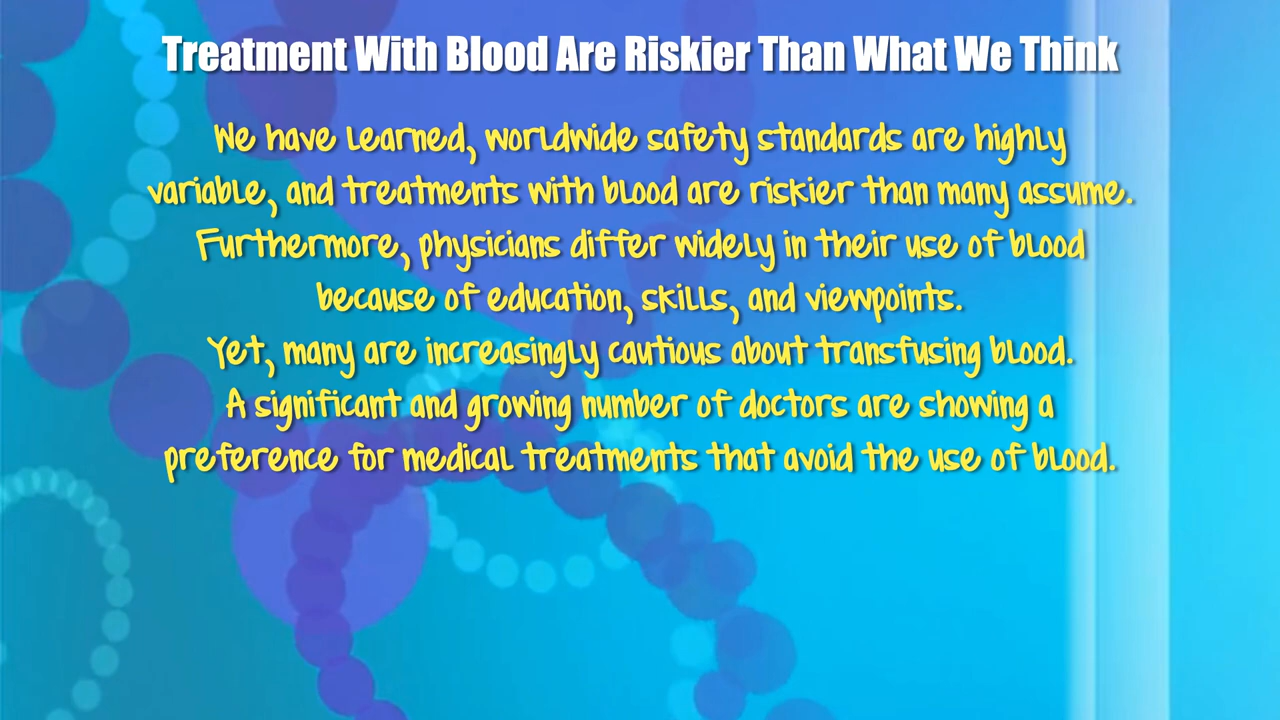 Treatment With Blood Are Riskier Than What We Think
We have learned, worldwide safety standards are highly
variable, and treatments with blood are riskier than many assume.
Furthermore, physicians differ widely in their use of blood
because of education, skills, and viewpoints.
Yet, many are increasingly cautious about transfusing blood.
A significant and growing number of doctors are showing a
preference for medical treatments that avoid the use of blood.